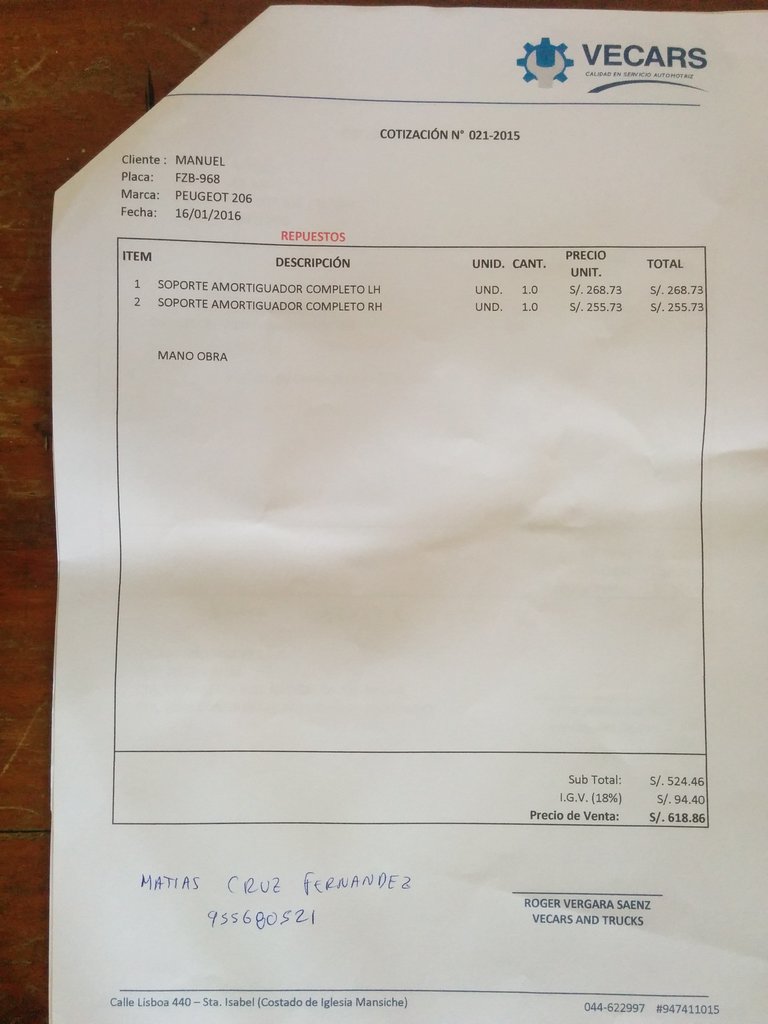 VECARS
CALIDAD EN SERVICIO AUTOMOTRIZ
COTIZACIÓN N° 021-2015
Cliente : MANUEL
Placa: FZB-968
Marca: PEUGEOT 206
Fecha: 16/01/2016
REPUESTOS
ITEM DESCRIPCIÓN UNID. CANT. PRECIO UNIT. TOTAL
1 SOPORTE AMORTIGUADOR COMPLETO LH UND. 1.0 S/. 268.73 S/. 268.73
2 SOPORTE AMORTIGUADOR COMPLETO RH UND. 1.0 S/. 255.73 S/. 255.73
MANO OBRA
Sub Total: S/. 524.46
I.G.V. (18%) S/. 94.40
Precio de Venta: S/. 618.86
MATIAS CRUZ FERNANDEZ
955680521
ROGER VERGARA SAENZ
VECARS AND TRUCKS
Calle Lisboa 440 – Sta. Isabel (Costado de Iglesia Mansiche)
044-622997 #947411015